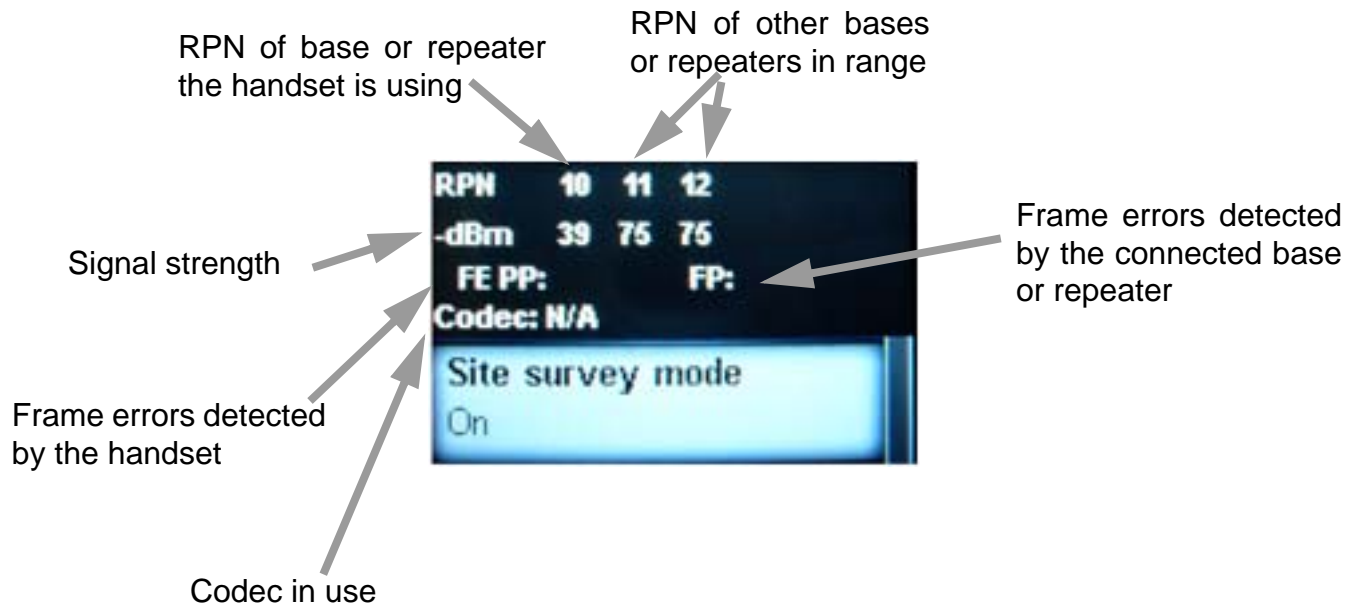 RPN of base or repeater
the handset is using
RPN of other bases
or repeaters in range
RPN 10 11 12
-dBm 39 75 75
FE PP: FP:
Codec: N/A
Site survey mode
On
Signal strength
Frame errors detected
by the connected base
or repeater
Frame errors detected
by the handset
Codec in use